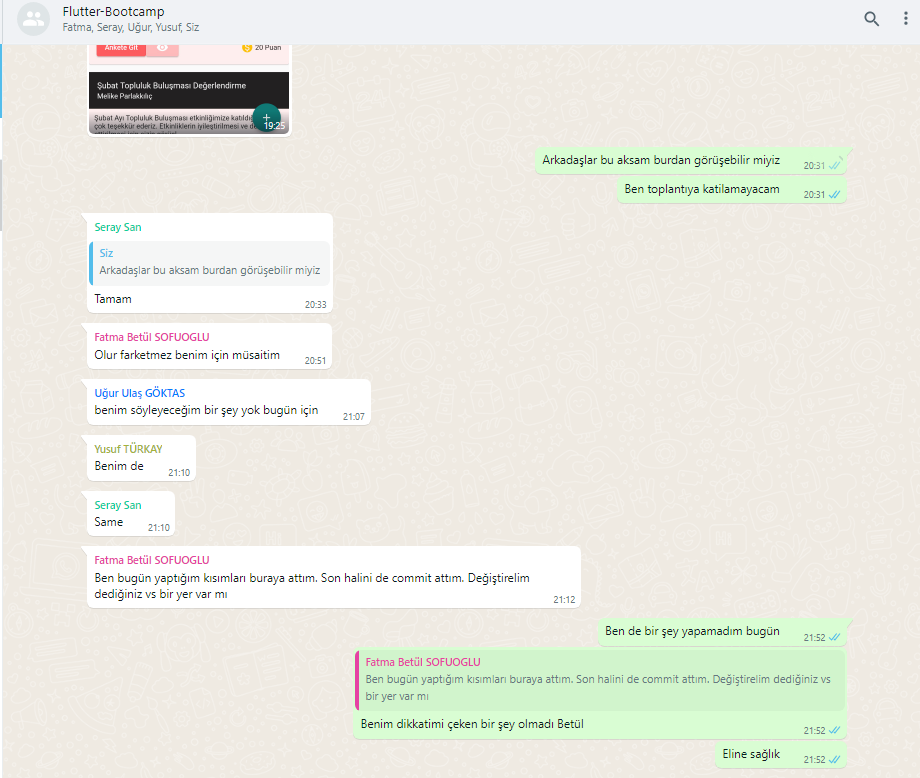 Flutter-Bootcamp
Fatma, Seray, Uğur, Yusuf, Siz
Ankete Git
20 Puan
Şubat Topluluk Buluşması Değerlendirme
Melike Parlakkılıç
Şubat Ayı Topluluk Buluşması etkinliğimize katıldığ
çok teşekkür ederiz. Etkinliklerin iyileştirilmesi ve de
19:25
Arkadaşlar bu aksam burdan görüşebilir miyiz
20:31
Ben toplantıya katilamayacam
20:31
Seray San
Siz
Arkadaşlar bu aksam burdan görüşebilir miyiz
Tamam
20:33
Fatma Betül SOFUOGLU
Olur farketmez benim için müsaitim
20:51
Uğur Ulaş GÖKTAS
benim söyleyeceğim bir şey yok bugün için
21:07
Yusuf TÜRKAY
Benim de
21:10
Seray San
Same
21:10
Fatma Betül SOFUOGLU
Ben bugün yaptığım kısımları buraya attım. Son halini de commit attım. Değiştirelim
dediğiniz vs bir yer var mı
21:12
Ben de bir şey yapamadım bugün
21:52
Fatma Betül SOFUOGLU
Ben bugün yaptığım kısımları buraya attım. Son halini de commit attım. Değiştirelim dediğiniz vs
bir yer var mı
Benim dikkatimi çeken bir şey olmadı Betül
21:52
Eline sağlık
21:52